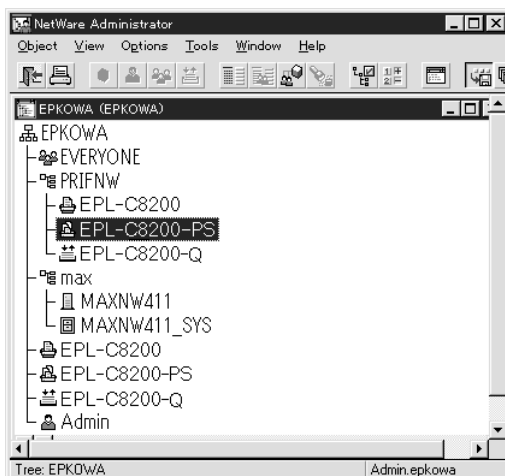 NetWare Administrator
Object View Options Tools Window Help
EPKOWA (EPKOWA)
EPKOWA
EVERYONE
PRIFNW
EPL-C8200
EPL-C8200-PS
EPL-C8200-Q
max
MAXNW411
MAXNW411_SYS
EPL-C8200
EPL-C8200-PS
EPL-C8200-Q
Admin
Tree: EPKOWA Admin.epkowa